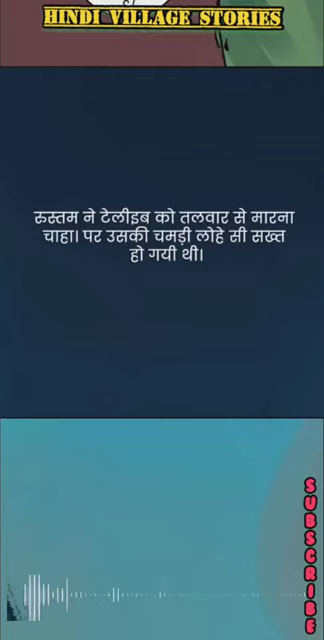 HINDI VILLAGE STORIES
रुस्तम ने टेलीइब को तलवार से मारना
चाहा। पर उसकी चमड़ी लोहे सी सख्त
हो गयी थी।
SUBSCRIBE